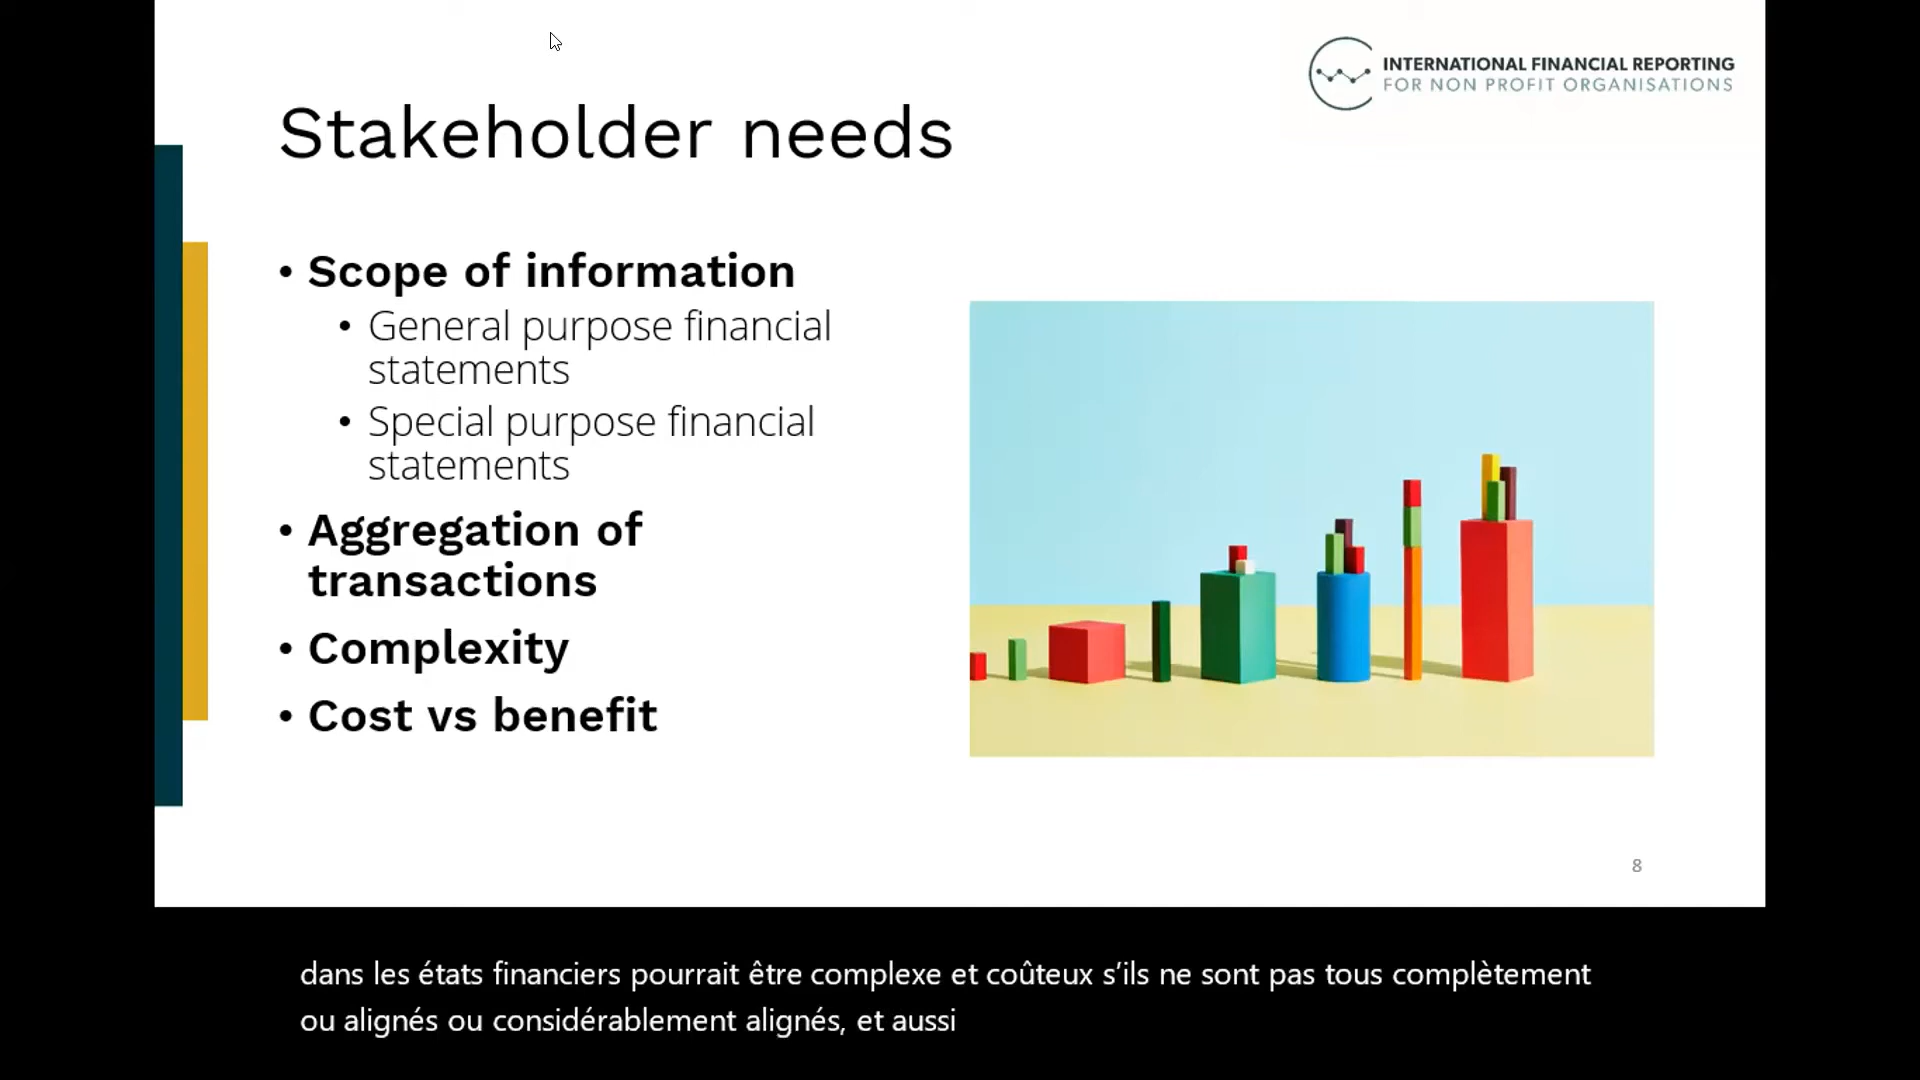 INTERNATIONAL FINANCIAL REPORTING
FOR NON PROFIT ORGANISATIONS
Stakeholder needs
• Scope of information
• General purpose financial
statements
• Special purpose financial
statements
• Aggregation of
transactions
• Complexity
• Cost vs benefit
8
dans les états financiers pourrait être complexe et coûteux s’ils ne sont pas tous complètement
ou alignés ou considérablement alignés, et aussi